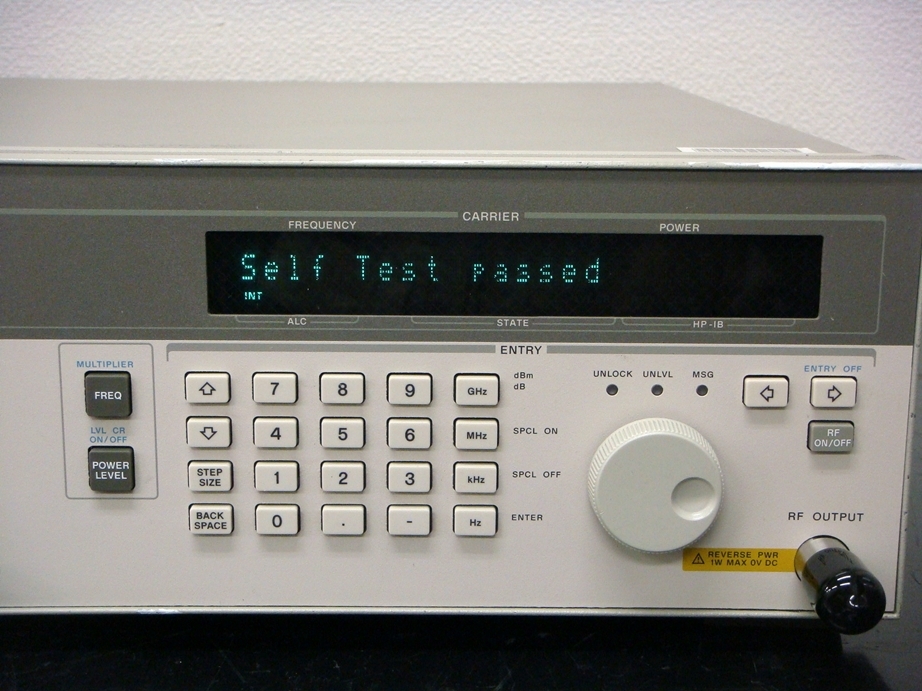 CARRIER
FREQUENCY POWER
Self Test passed
INT
ALC STATE HP-IB
ENTRY
MULTIPLIER
FREQ
LVL CR
ON/OFF
POWER
LEVEL
7 8 9 GHz dBm
dB
4 5 6 MHz SPCL ON
STEP
SIZE
1 2 3 kHz SPCL OFF
BACK
SPACE
0 . - Hz ENTER
UNLOCK UNLVL MSG
ENTRY OFF
RF
ON/OFF
RF OUTPUT
REVERSE PWR
1W MAX 0V DC